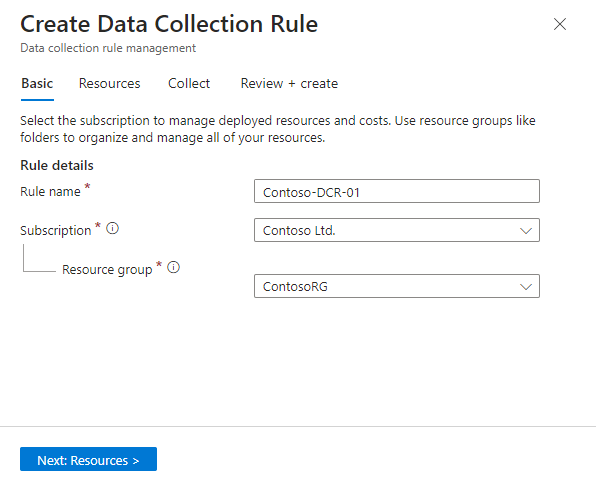 Create Data Collection Rule
Data collection rule management
Basic Resources Collect Review + create
Select the subscription to manage deployed resources and costs. Use resource groups like
folders to organize and manage all of your resources.
Rule details
Rule name * Contoso-DCR-01
Subscription * Contoso Ltd.
Resource group *
ContosoRG
Next: Resources >